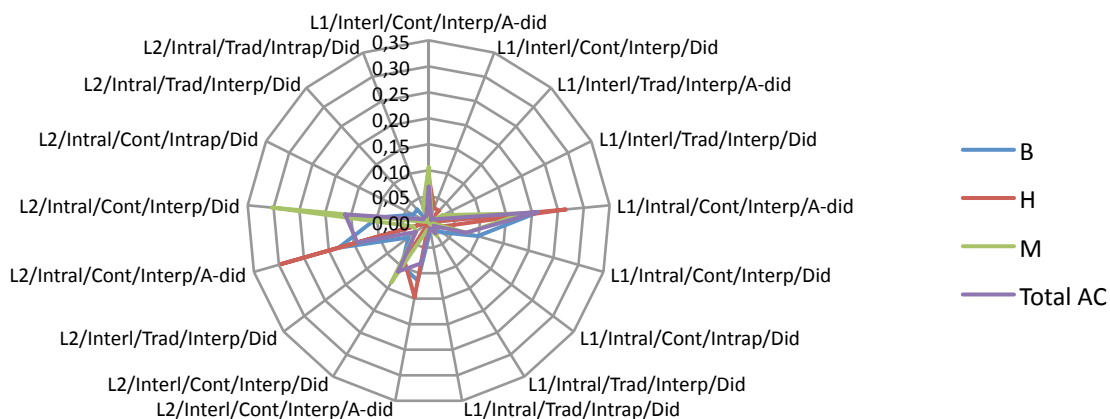 L1/Interl/Cont/Interp/A-did
L1/Interl/Cont/Interp/Did
L1/Interl/Trad/Interp/A-did
L1/Interl/Trad/Interp/Did
L1/Intral/Cont/Interp/A-did
L1/Intral/Cont/Interp/Did
L1/Intral/Cont/Intrap/Did
L1/Intral/Trad/Interp/Did
L1/Intral/Trad/Intrap/Did
L2/Interl/Cont/Interp/A-did
L2/Interl/Cont/Interp/Did
L2/Interl/Trad/Interp/Did
L2/Intral/Cont/Interp/A-did
L2/Intral/Cont/Interp/Did
L2/Intral/Cont/Intrap/Did
L2/Intral/Trad/Interp/Did
L2/Intral/Trad/Intrap/Did
0,35
0,30
0,25
0,20
0,15
0,10
0,05
0,00
B
H
M
Total AC